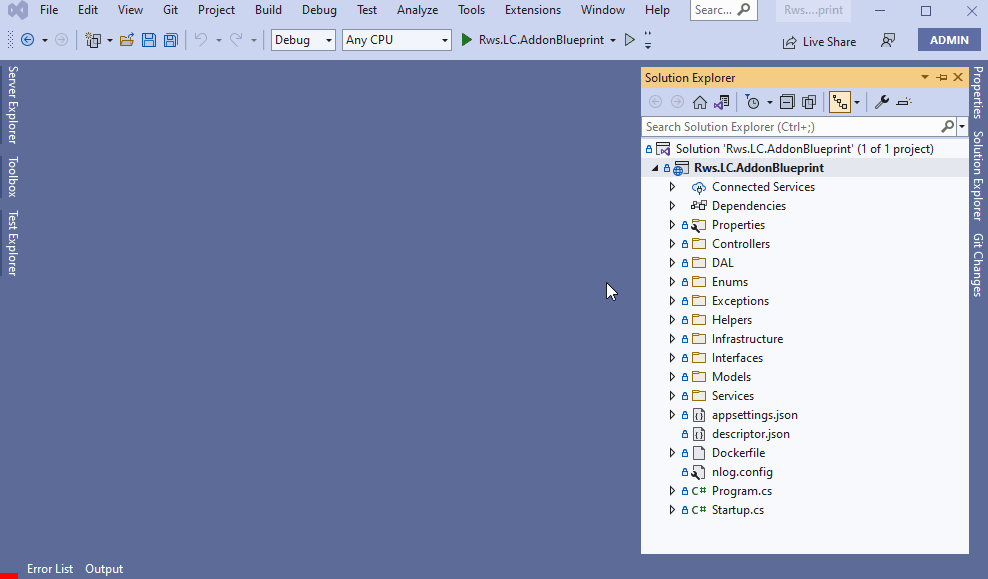 File Edit View Git Project Build Debug Test Analyze Tools Extensions Window Help Searc... Rws....print
Debug Any CPU Rws.LC.AddonBlueprint Live Share ADMIN
Server Explorer
Toolbox
Test Explorer
Solution Explorer
Search Solution Explorer (Ctrl+;)
Solution 'Rws.LC.AddonBlueprint' (1 of 1 project)
Rws.LC.AddonBlueprint
Connected Services
Dependencies
Properties
Controllers
DAL
Enums
Exceptions
Helpers
Infrastructure
Interfaces
Models
Services
appsettings.json
descriptor.json
Dockerfile
nlog.config
C# Program.cs
C# Startup.cs
Properties
Solution Explorer
Git Changes
Error List Output